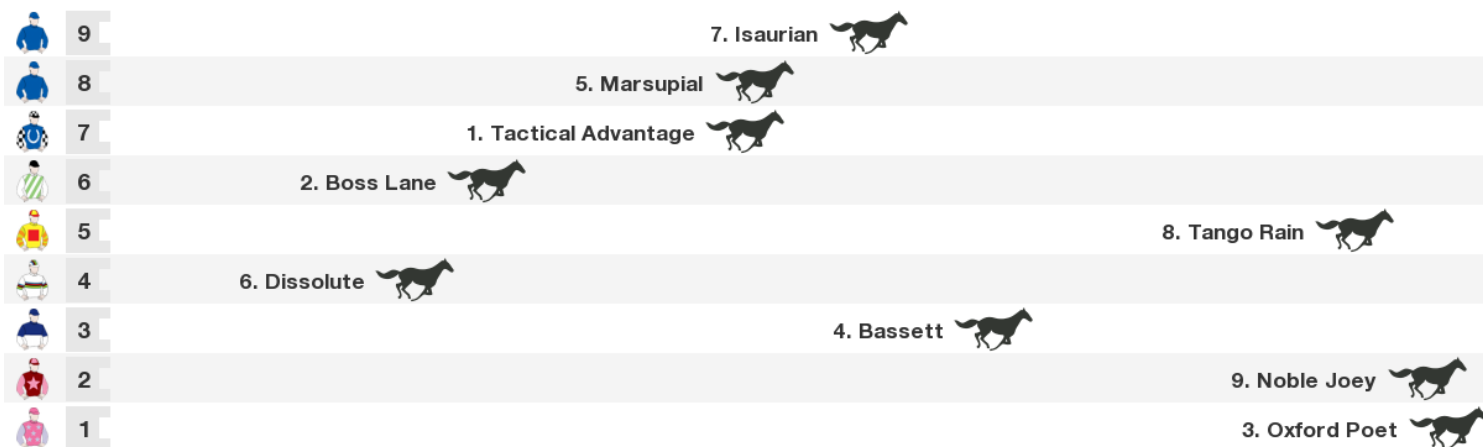 9 7. Isaurian
8 5. Marsupial
7 1. Tactical Advantage
6 2. Boss Lane
5 8. Tango Rain
4 6. Dissolute
3 4. Bassett
2 9. Noble Joey
1 3. Oxford Poet